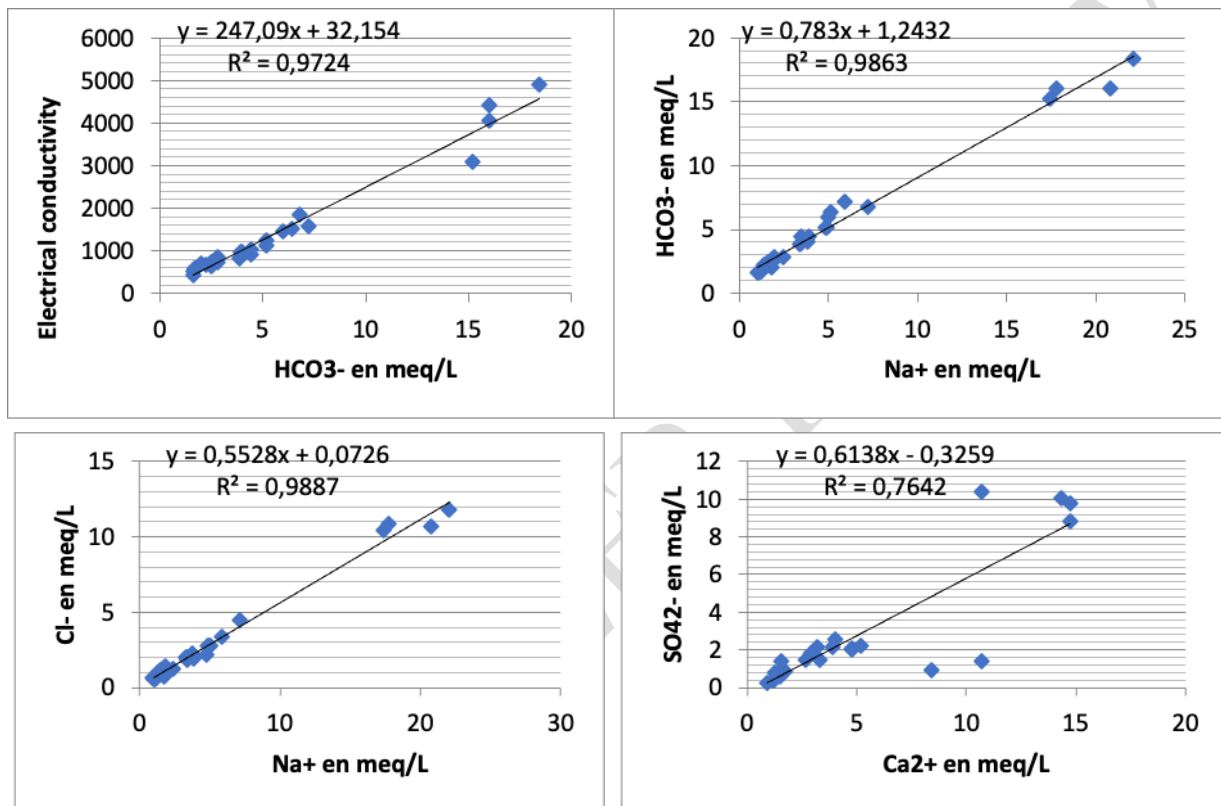 y = 247,09x + 32,154
R² = 0,9724
6000
5000
4000
3000
2000
1000
0
0 5 10 15 20
Electrical conductivity
HCO3- en meq/L
y = 0,783x + 1,2432
R² = 0,9863
20
15
10
5
0
0 5 10 15 20 25
HCO3- en meq/L
Na+ en meq/L
y = 0,5528x + 0,0726
R² = 0,9887
15
10
5
0
0 10 20 30
Cl- en meq/L
Na+ en meq/L
y = 0,6138x - 0,3259
R² = 0,7642
12
10
8
6
4
2
0
0 5 10 15 20
SO42- en meq/L
Ca2+ en meq/L